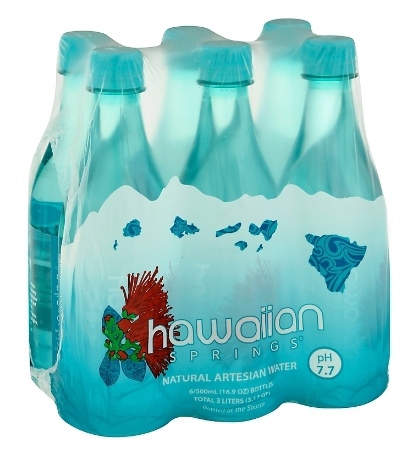 hawaiian
SPRINGS®
NATURAL ARTESIAN WATER
6/500mL (16.9 OZ) BOTTLES
TOTAL 3 LITERS (3.17 QT)
Bottled at the Source
pH
7.7